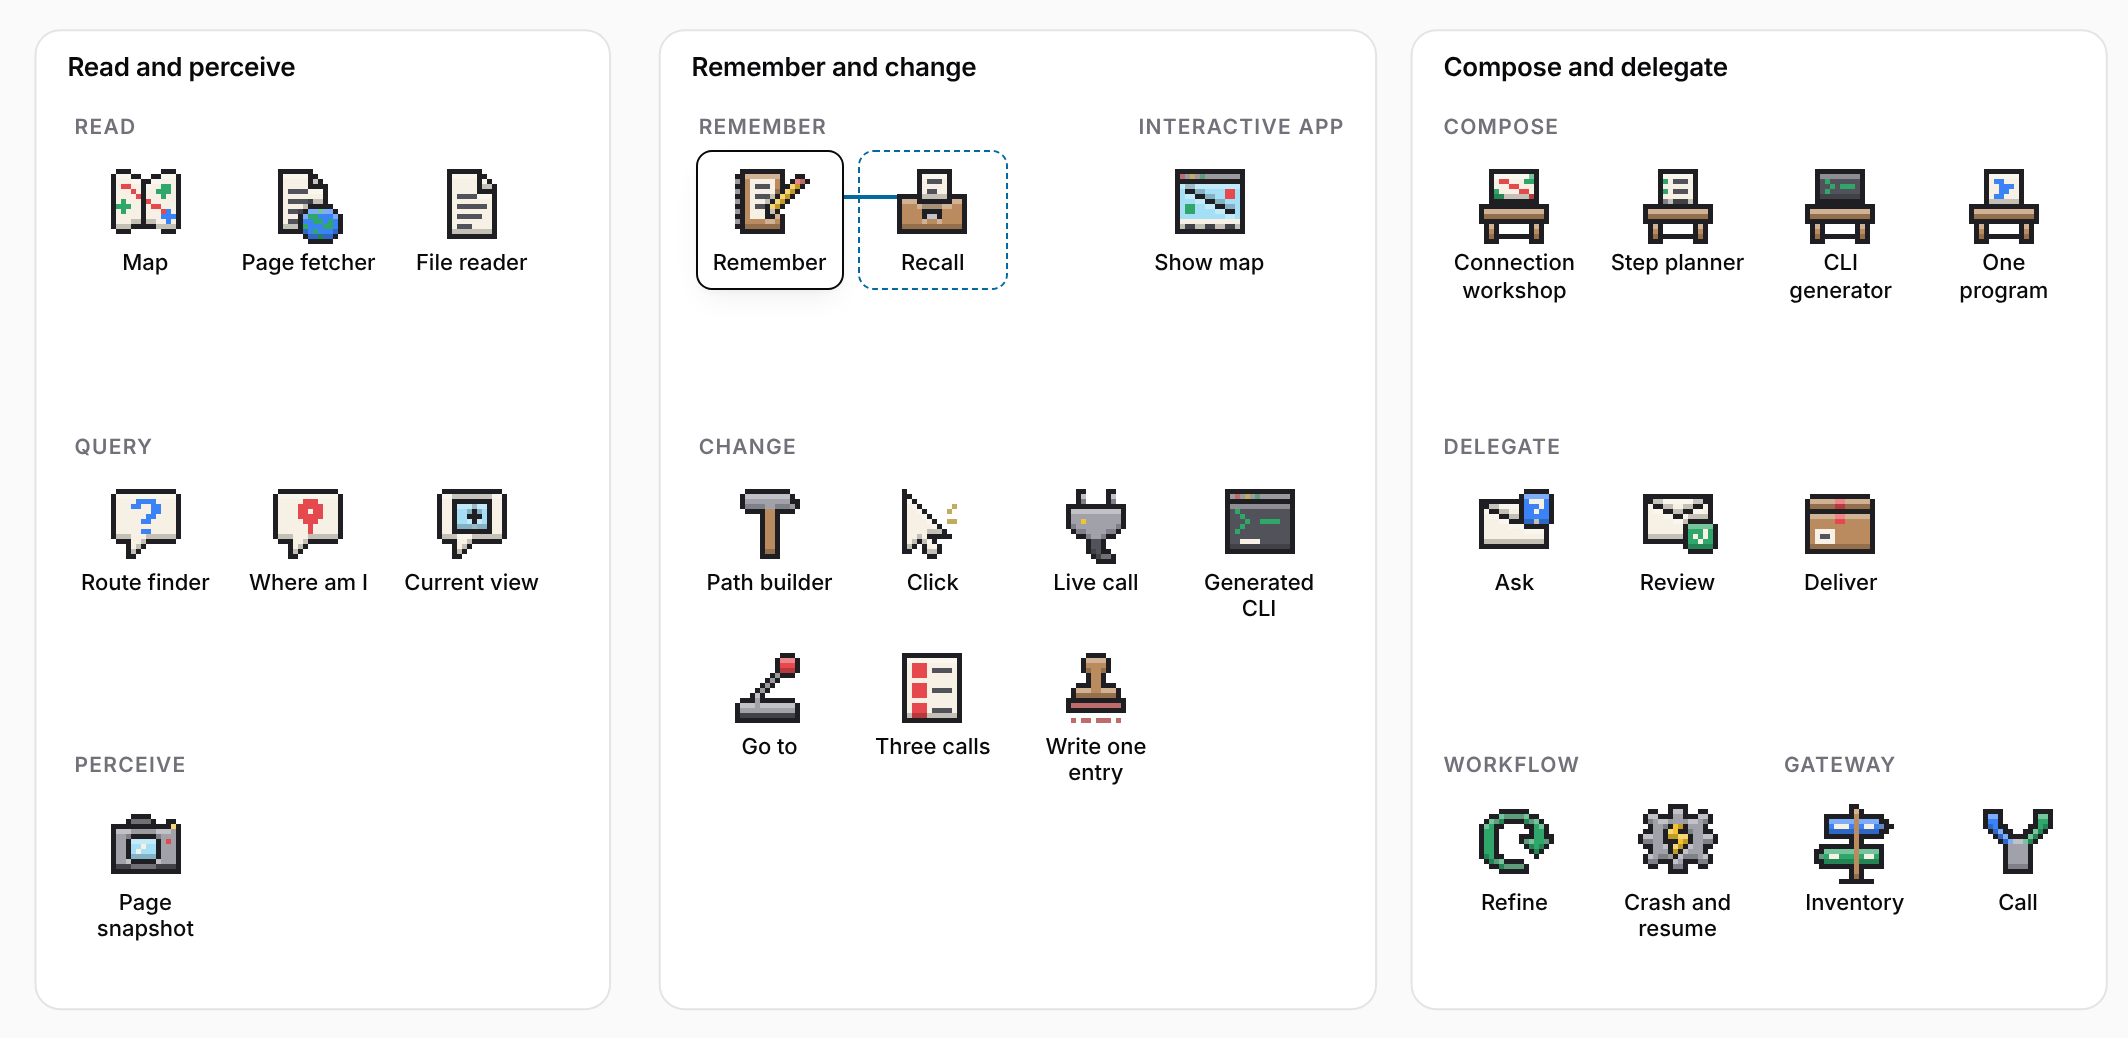 Read and perceive
READ
Map
Page fetcher
File reader
QUERY
Route finder
Where am I
Current view
PERCEIVE
Page
snapshot
Remember and change
REMEMBER
INTERACTIVE APP
Remember
Recall
Show map
CHANGE
Path builder
Click
Live call
Generated
CLI
Go to
Three calls
Write one
entry
Compose and delegate
COMPOSE
Connection
workshop
Step planner
CLI
generator
One
program
DELEGATE
Ask
Review
Deliver
WORKFLOW
GATEWAY
Refine
Crash and
resume
Inventory
Call